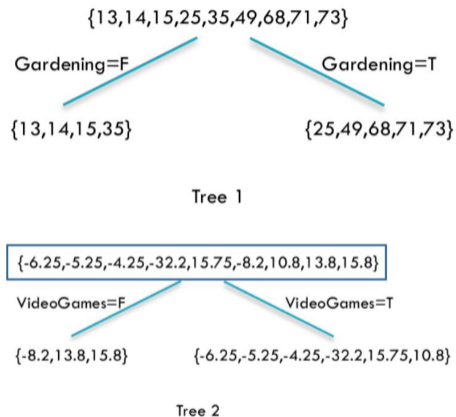 {13,14,15,25,35,49,68,71,73}
Gardening=F Gardening=T
{13,14,15,35} {25,49,68,71,73}
Tree 1
{-6.25,-5.25,-4.25,-32.2,15.75,-8.2,10.8,13.8,15.8}
VideoGames=F VideoGames=T
{-8.2,13.8,15.8} {-6.25,-5.25,-4.25,-32.2,15.75,10.8}
Tree 2